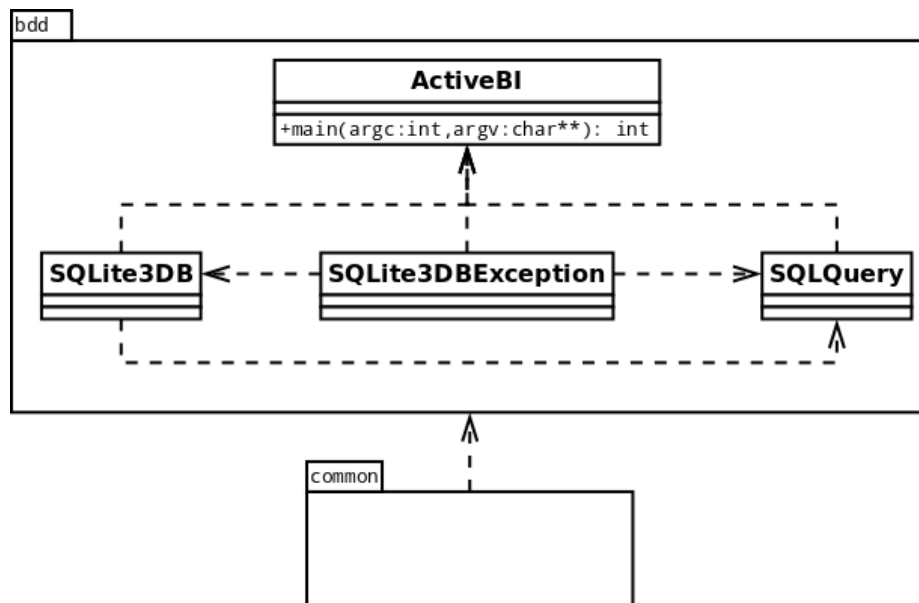 bdd
ActiveBI
+main(argc:int,argv:char**): int
SQLite3DB
SQLite3DBException
SQLQuery
common